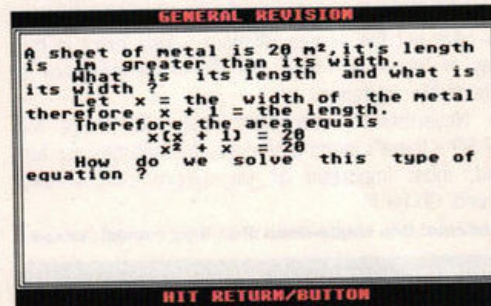 GENERAL REVISION
A sheet of metal is 20 m²,it's length
is 1m greater than its width.
What is its length and what is
its width ?
Let x = the width of the metal
therefore x + 1 = the length.
Therefore the area equals
x(x + 1) = 20
x² + x = 20
How do we solve this type of
equation ?
HIT RETURN/BUTTON